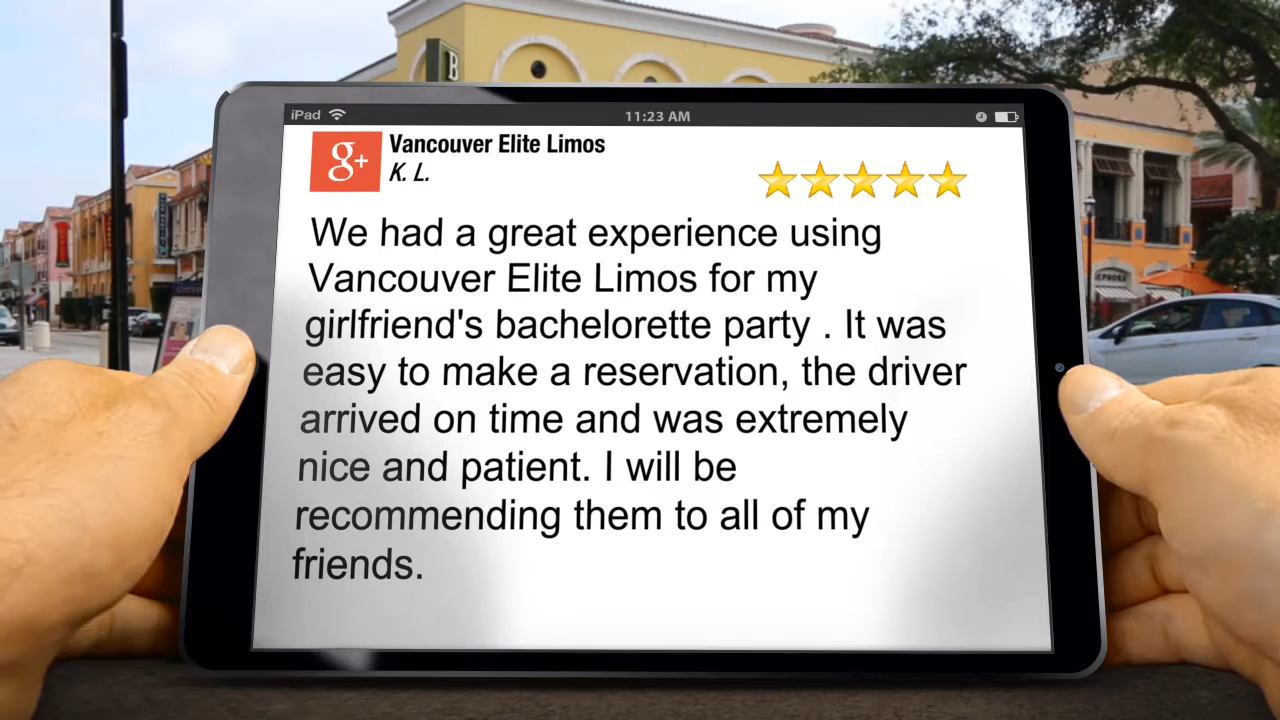 iPad 11:23 AM
g+
Vancouver Elite Limos
K. L.
We had a great experience using
Vancouver Elite Limos for my
girlfriend's bachelorette party . It was
easy to make a reservation, the driver
arrived on time and was extremely
nice and patient. I will be
recommending them to all of my
friends.
B
SEPHORA